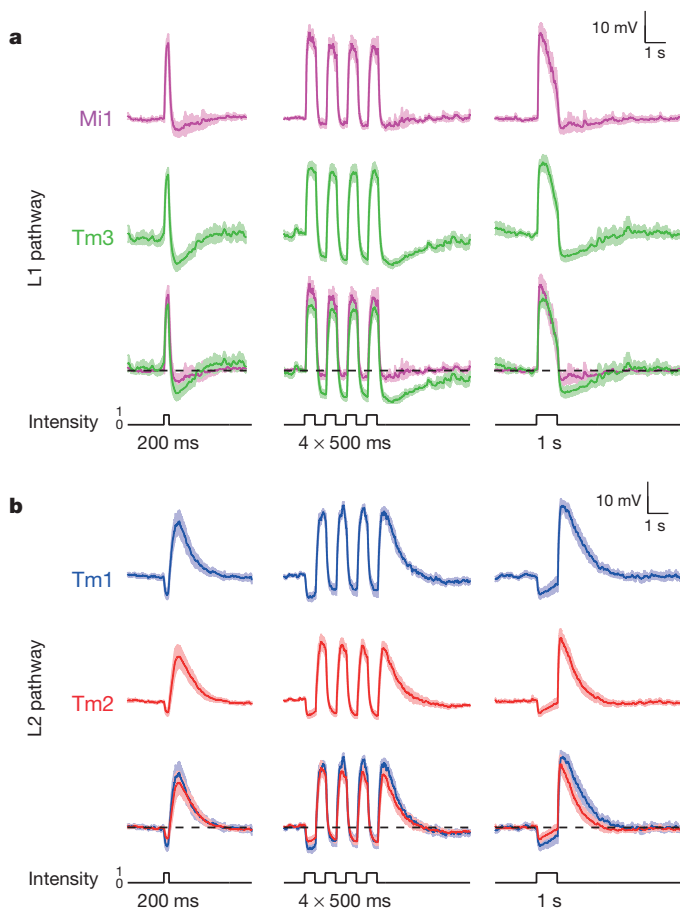 a
10 mV
1 s
Mi1
L1 pathway
Tm3
Intensity 1 0
200 ms 4 × 500 ms 1 s
b
10 mV
1 s
Tm1
L2 pathway
Tm2
Intensity 1 0
200 ms 4 × 500 ms 1 s